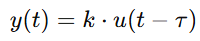 y(t) = k · u(t − τ)